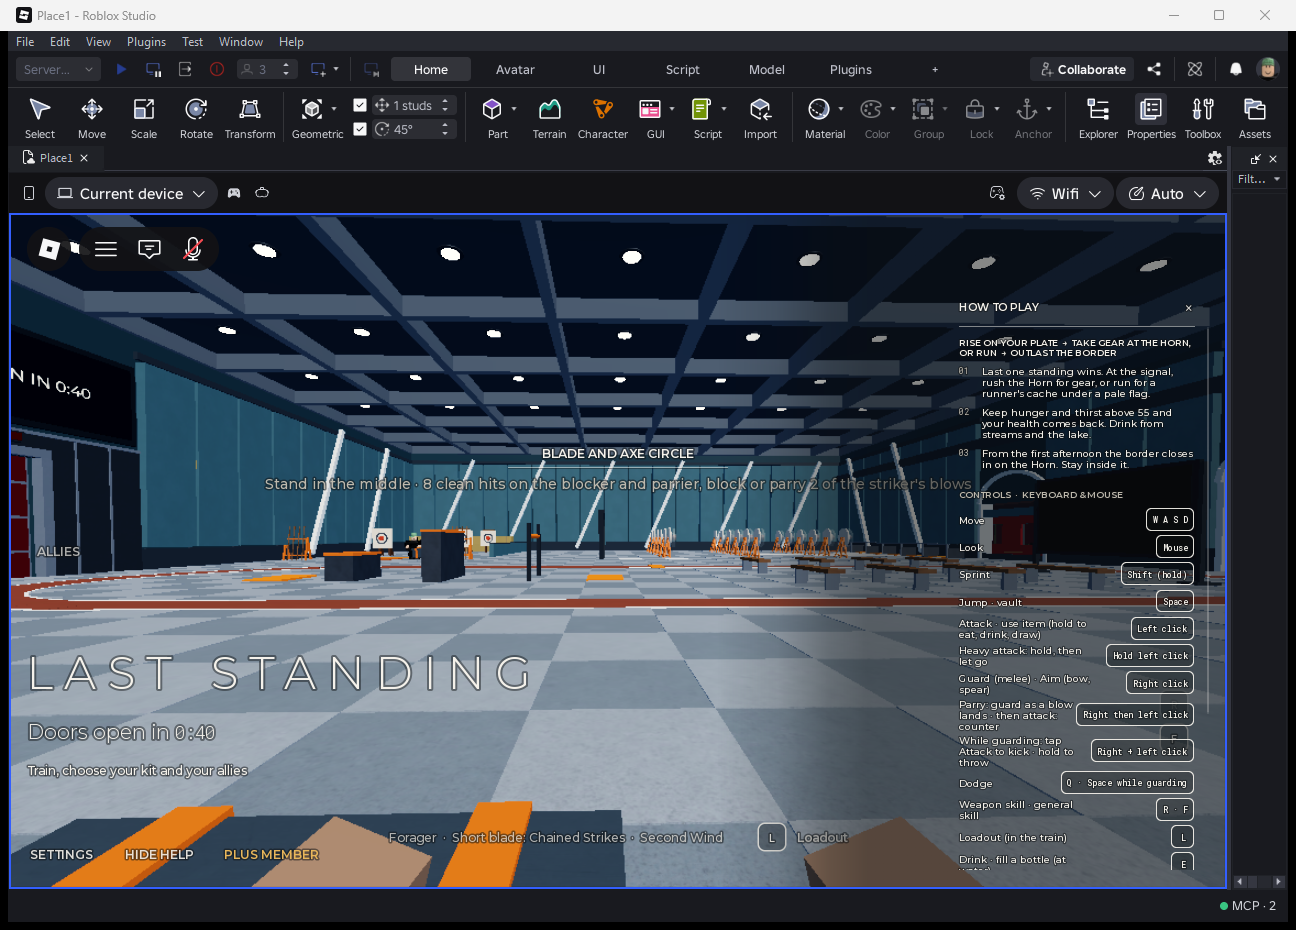 Place1 - Roblox Studio
File Edit View Plugins Test Window Help
Server... 3 Home Avatar UI Script Model Plugins + Collaborate
1 studs
45°
Select Move Scale Rotate Transform Geometric Part Terrain Character GUI Script Import Material Color Group Lock Anchor Explorer Properties Toolbox Assets
Place1
Filt...
Current device Wifi Auto
N IN 0:40
HOW TO PLAY
RISE ON YOUR PLATE → TAKE GEAR AT THE HORN,
OR RUN → OUTLAST THE BORDER
01 Last one standing wins. At the signal,
rush the Horn for gear, or run for a
runner's cache under a pale flag.
02 Keep hunger and thirst above 55 and
your health comes back. Drink from
streams and the lake.
03 From the first afternoon the border closes
in on the Horn. Stay inside it.
BLADE AND AXE CIRCLE
Stand in the middle · 8 clean hits on the blocker and parrier, block or parry 2 of the striker's blows
CONTROLS · KEYBOARD & MOUSE
Move W A S D
Look Mouse
Sprint Shift (hold)
Jump · vault Space
Attack · use item (hold to
eat, drink, draw) Left click
Heavy attack: hold, then
let go Hold left click
Guard (melee) · Aim (bow,
spear) Right click
Parry: guard as a blow
lands · then attack:
counter Right then left click
While guarding: tap
Attack to kick · hold to
throw Right + left click
Dodge Q · Space while guarding
Weapon skill · general
skill R · F
Loadout (in the train) L
Drink · fill a bottle (at
water) E
ALLIES
LAST STANDING
Doors open in 0:40
Train, choose your kit and your allies
Forager · Short blade: Chained Strikes · Second Wind L Loadout
SETTINGS HIDE HELP PLUS MEMBER
MCP · 2